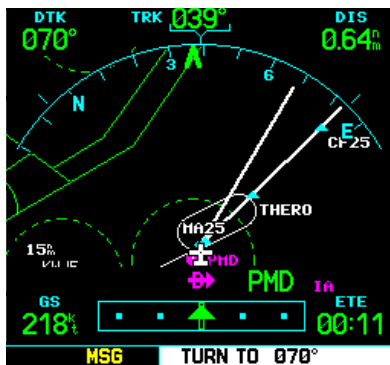 DTK TRK 039° DIS
070° 0.64nm
3 6
N E
CF25
THERO
MA25
15nm
PMD
D PMD IA
GS ETE
218kt 00:11
MSG TURN TO 070°